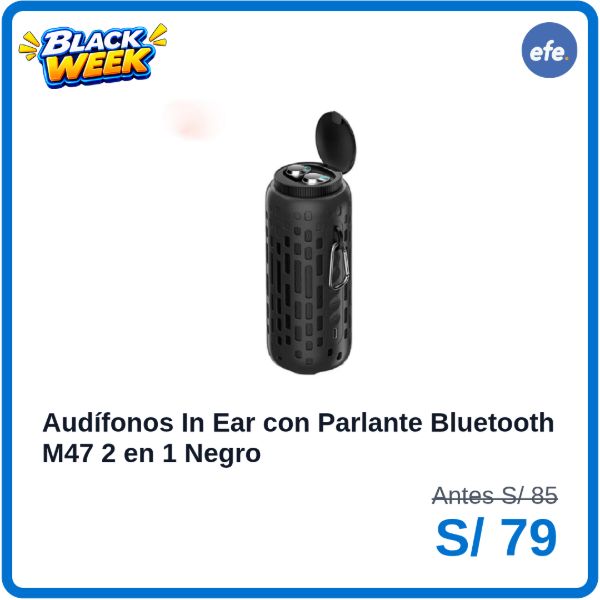 BLACK
WEEK
efe.
Audífonos In Ear con Parlante Bluetooth
M47 2 en 1 Negro
Antes S/ 85
S/ 79